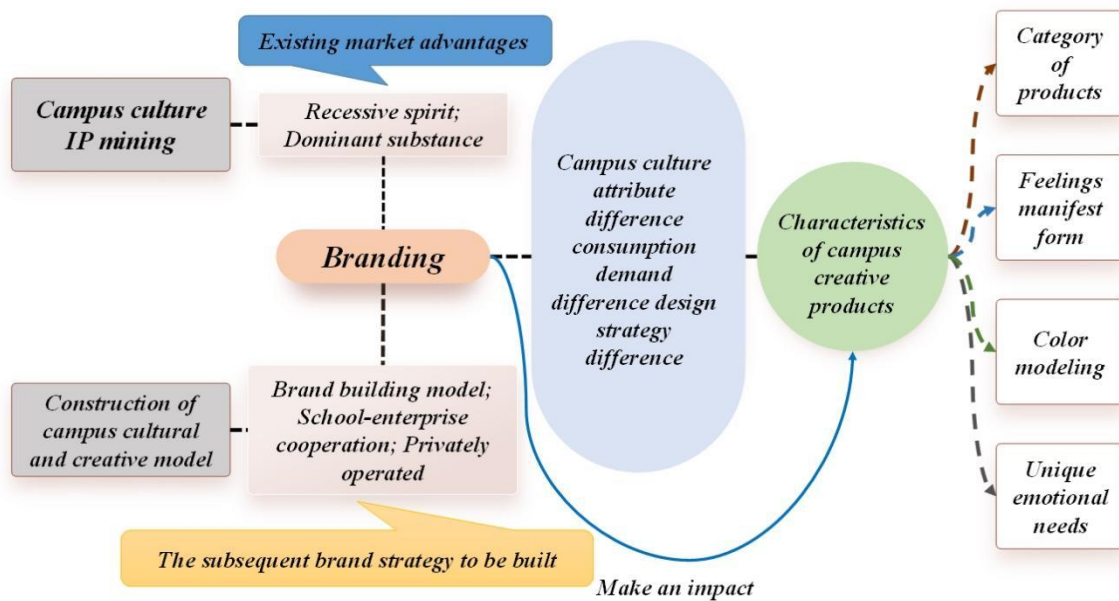 Existing market advantages
Campus culture
IP mining
Recessive spirit;
Dominant substance
Branding
Construction of
campus cultural
and creative model
Brand building model;
School-enterprise
cooperation; Privately
operated
The subsequent brand strategy to be built
Campus culture
attribute
difference
consumption
demand
difference design
strategy
difference
Make an impact
Characteristics
of campus
creative
products
Category
of
products
Feelings
manifest
form
Color
modeling
Unique
emotional
needs